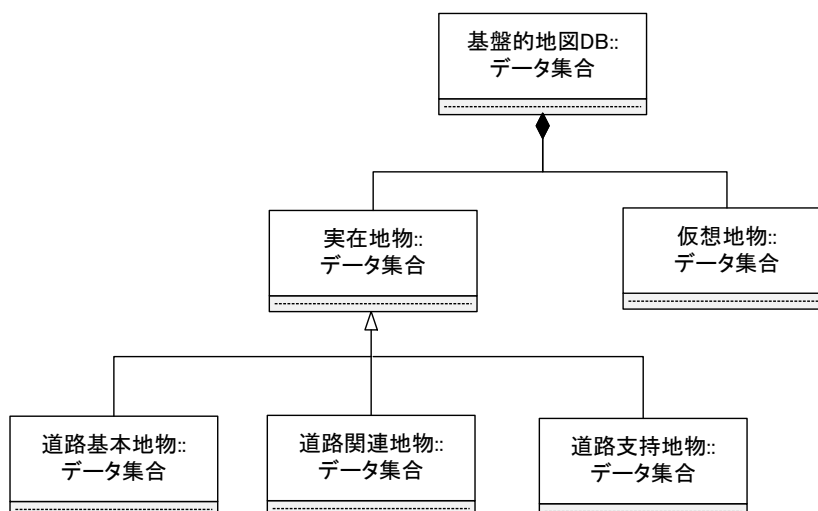 基盤的地図DB::
データ集合
実在地物::
データ集合
仮想地物::
データ集合
道路基本地物::
データ集合
道路関連地物::
データ集合
道路支持地物::
データ集合